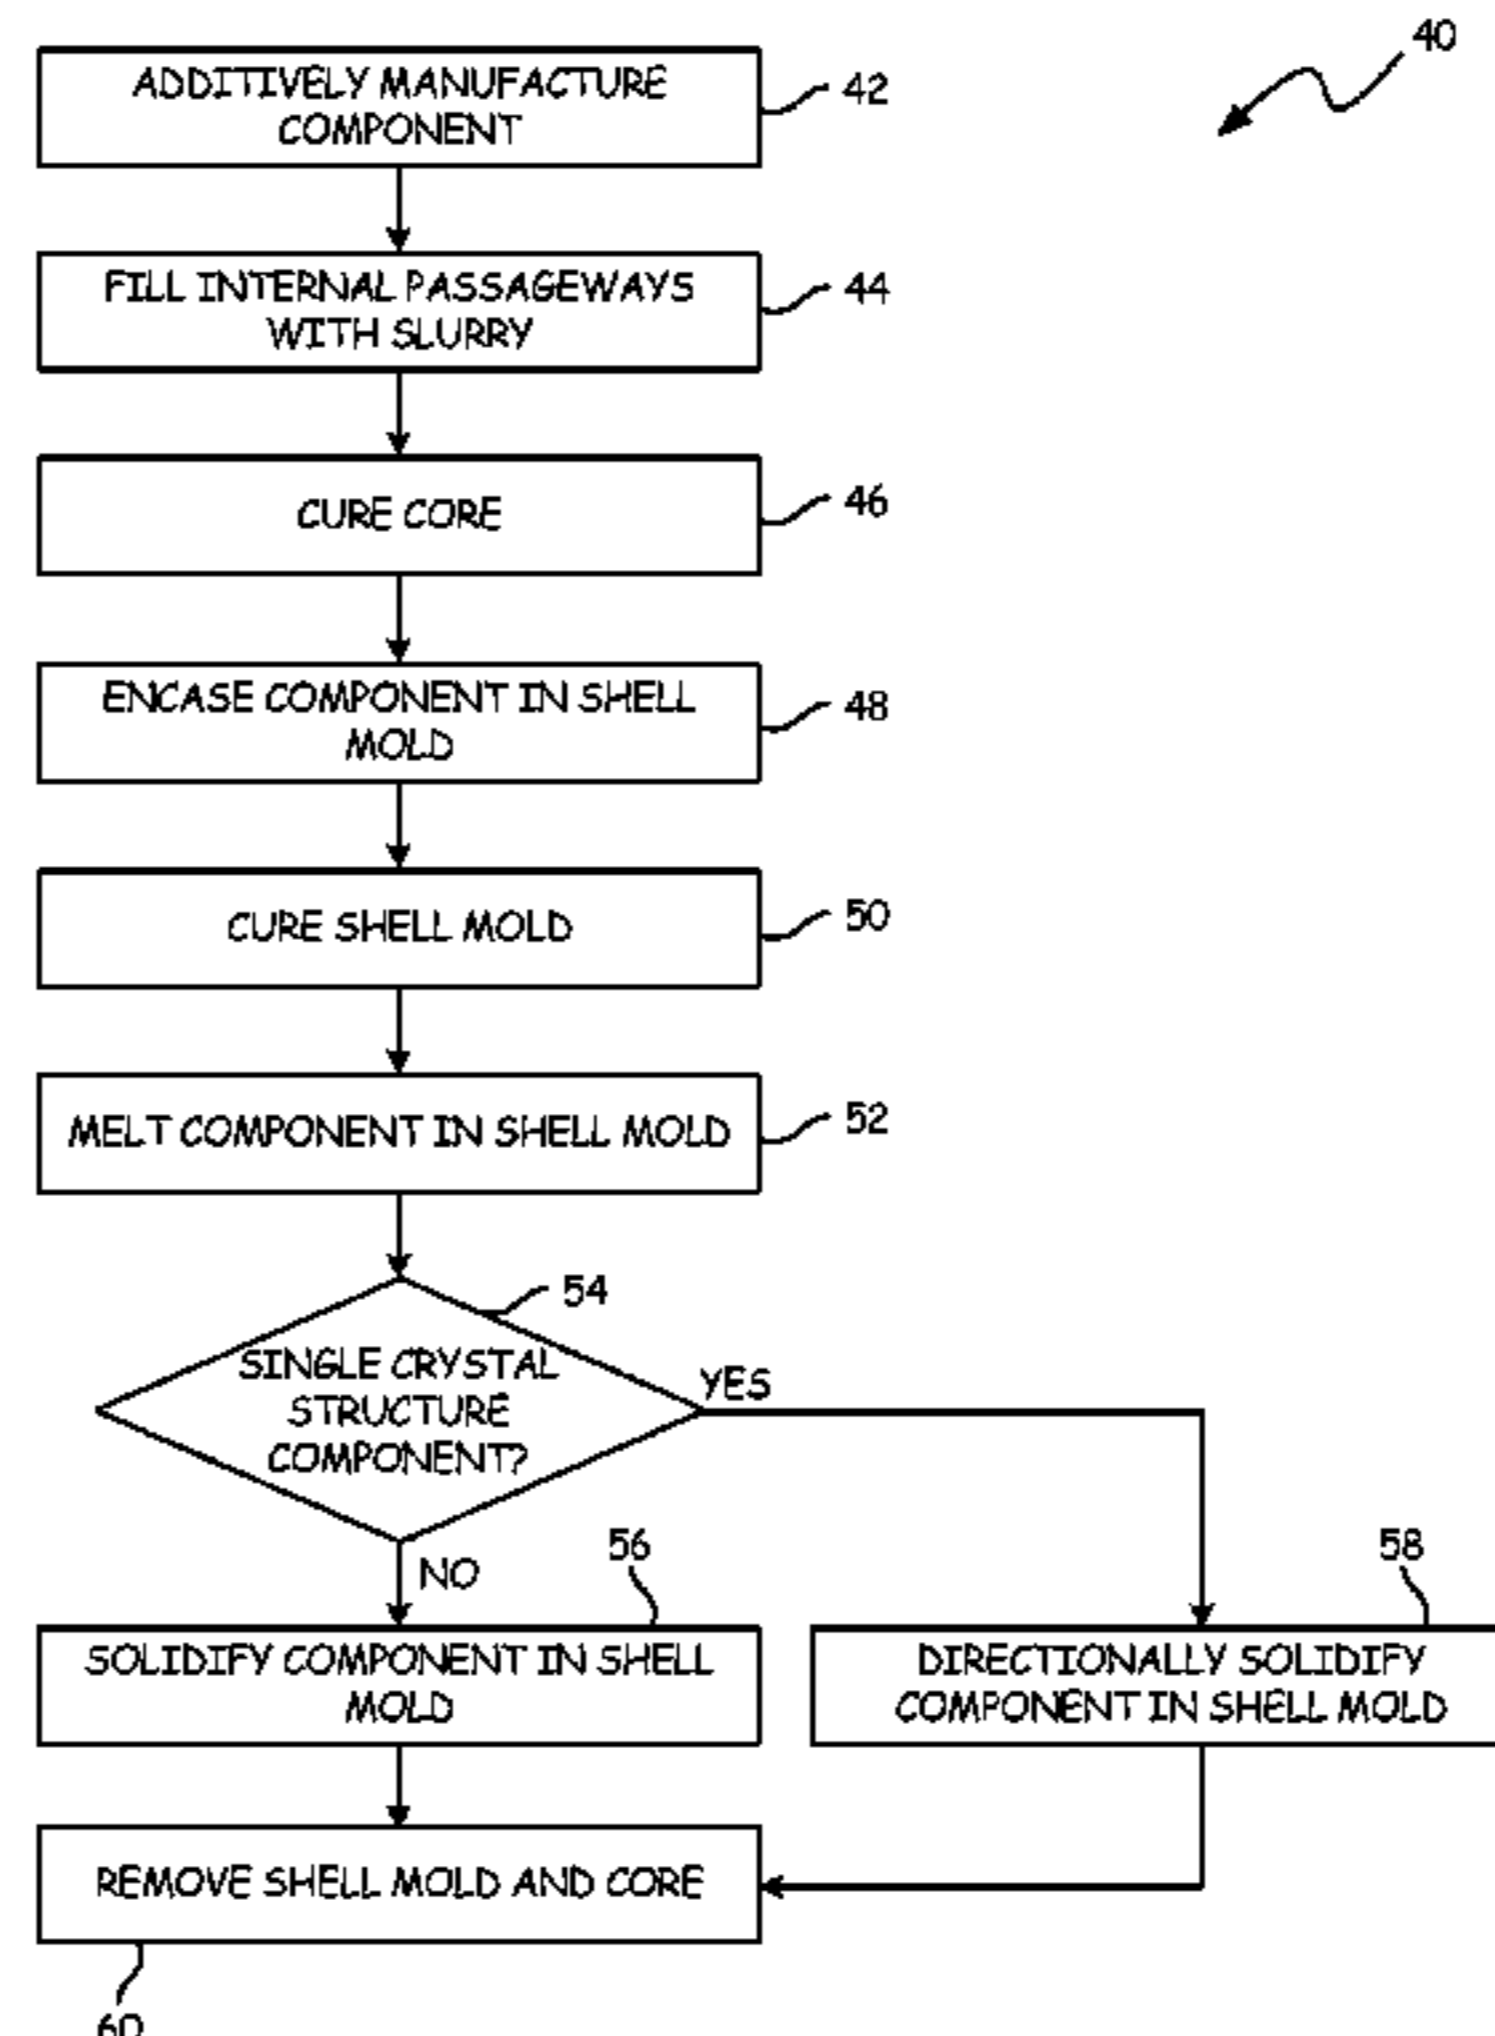 40
ADDITIVELY MANUFACTURE
COMPONENT
42
FILL INTERNAL PASSAGEWAYS
WITH SLURRY
44
CURE CORE
46
ENCASE COMPONENT IN SHELL
MOLD
48
CURE SHELL MOLD
50
MELT COMPONENT IN SHELL MOLD
52
54
SINGLE CRYSTAL
STRUCTURE
COMPONENT?
YES
NO
56
58
SOLIDIFY COMPONENT IN SHELL
MOLD
DIRECTIONALLY SOLIDIFY
COMPONENT IN SHELL MOLD
REMOVE SHELL MOLD AND CORE
60